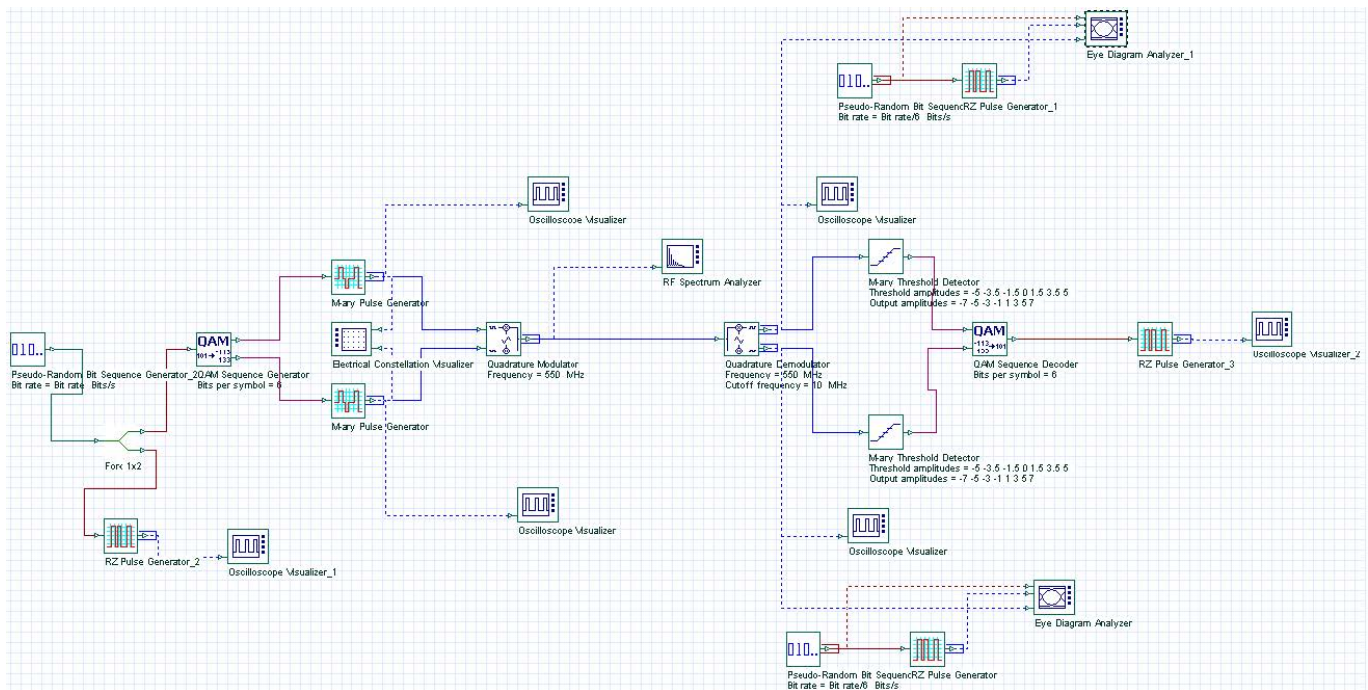 Eye Diagram Analyzer_1
010..
Pseudo-Random Bit SequencRZ Pulse Generator_1
Bit rate = Bit rate/6 Bits/s
Oscilloscope Visualizer
Oscilloscope Visualizer
RF Spectrum Analyzer
M-ary Pulse Generator
M-ary Threshold Detector
Threshold amplitudes = -5 -3.5 -1.5 0 1.5 3.5 5
Output amplitudes = -7 -5 -3 -1 1 3 5 7
010..
Pseudo-Random Bit Sequence Generator_2
Bit rate = Bit rate Bits/s
QAM
101 -113
133
QAM Sequence Generator
Bits per symbol = 6
Electrical Constellation Visualizer
Quadrature Modulator
Frequency = 550 MHz
Quadrature Demodulator
Frequency = 550 MHz
Cutoff frequency = 10 MHz
QAM
-113 101
133
QAM Sequence Decoder
Bits per symbol = 6
RZ Pulse Generator_3
Oscilloscope Visualizer_2
M-ary Pulse Generator
Fork 1x2
M-ary Threshold Detector
Threshold amplitudes = -5 -3.5 -1.5 0 1.5 3.5 5
Output amplitudes = -7 -5 -3 -1 1 3 5 7
Oscilloscope Visualizer
Oscilloscope Visualizer
RZ Pulse Generator_2
Oscilloscope Visualizer_1
Eye Diagram Analyzer
010..
Pseudo-Random Bit SequencRZ Pulse Generator
Bit rate = Bit rate/6 Bits/s